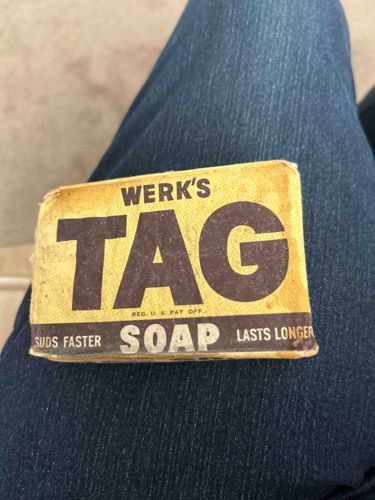 WERK'S
TAG
REG. U. S. PAT. OFF.
SUDS FASTER SOAP LASTS LONGER